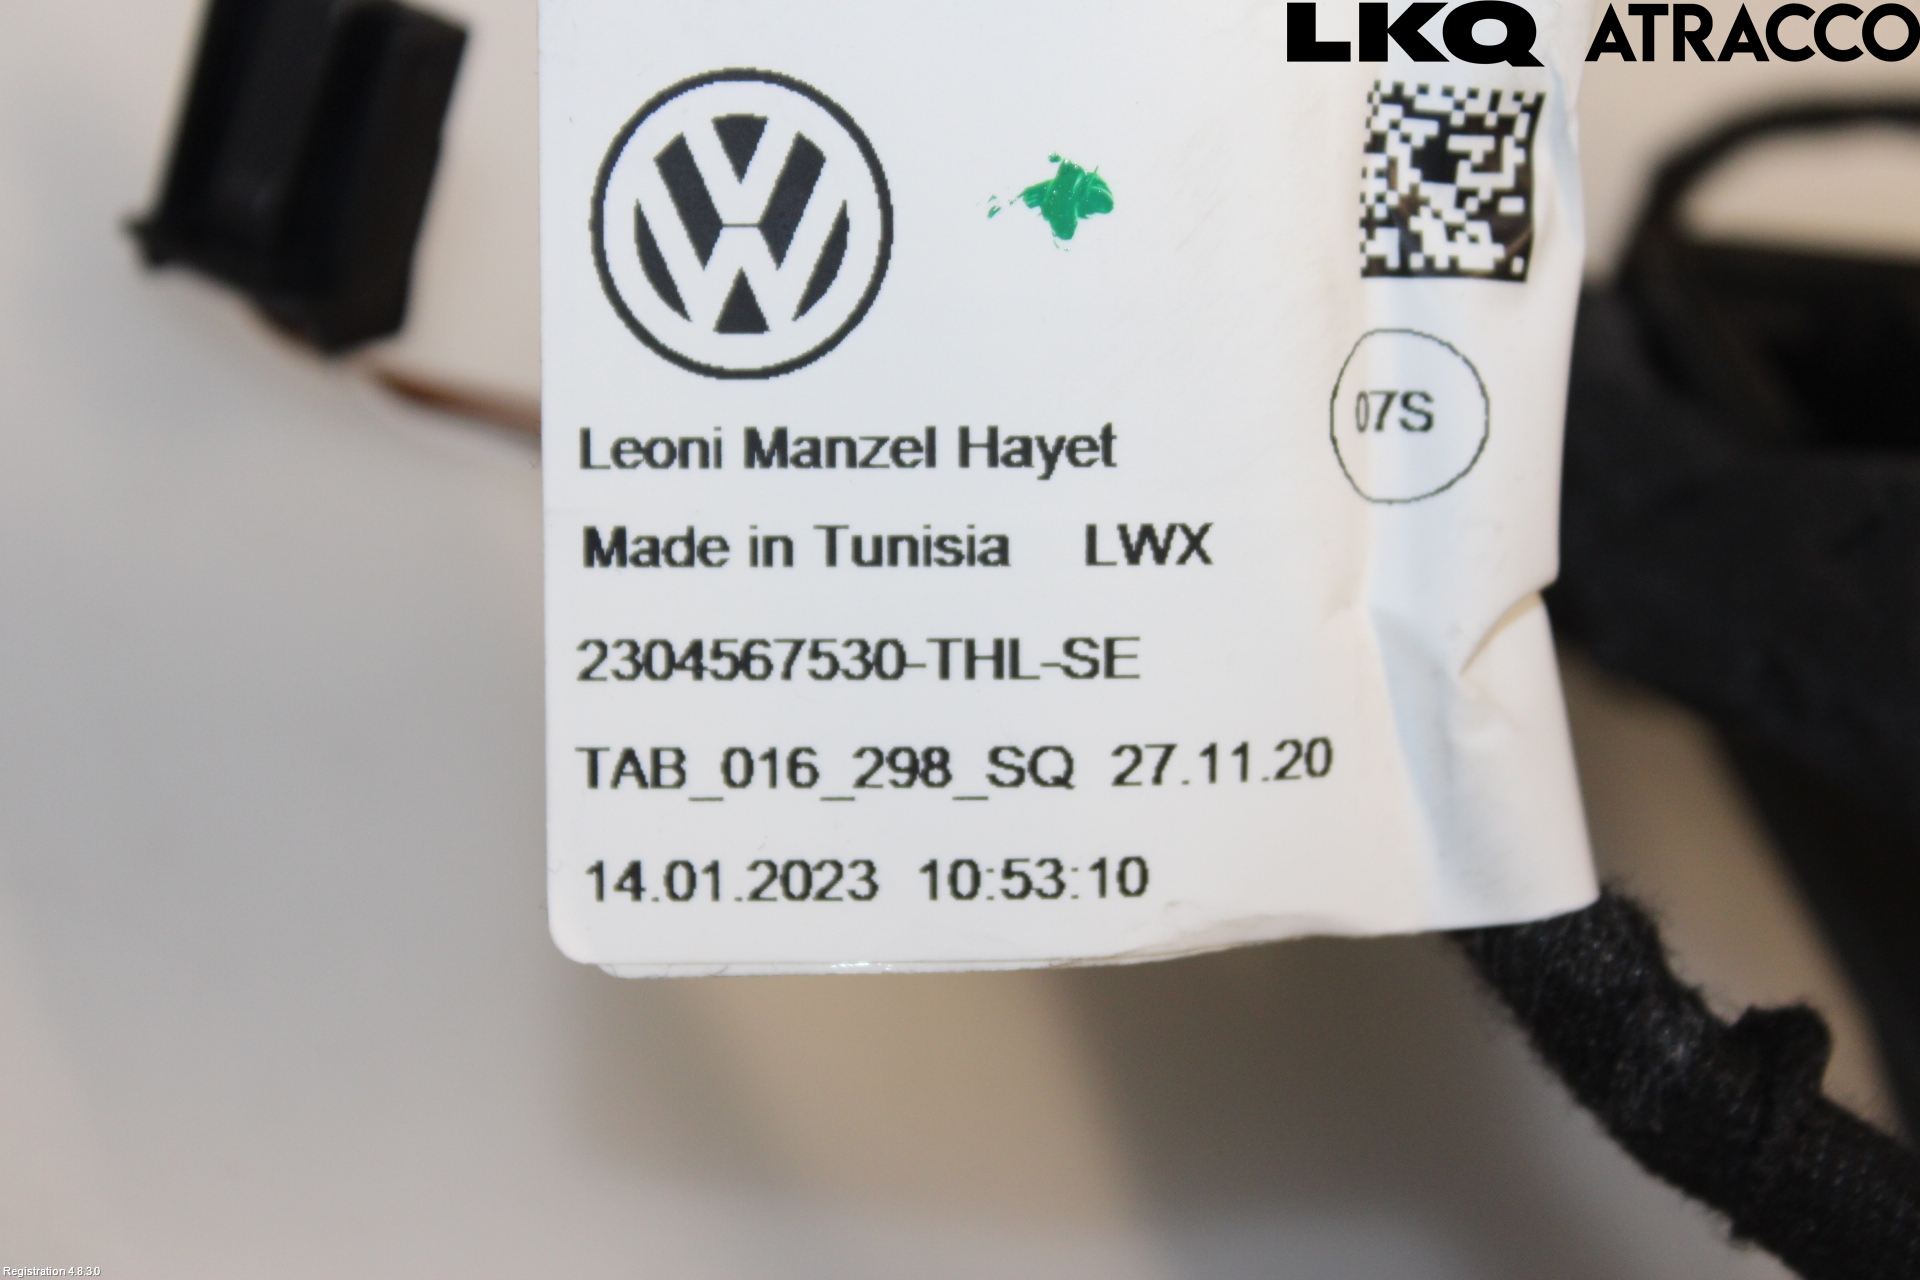 LKQ ATRACCO
07S
Leoni Manzel Hayet
Made in Tunisia LWX
2304567530-THL-SE
TAB_016_298_SQ 27.11.20
14.01.2023 10:53:10
Registration 4.8.3.0